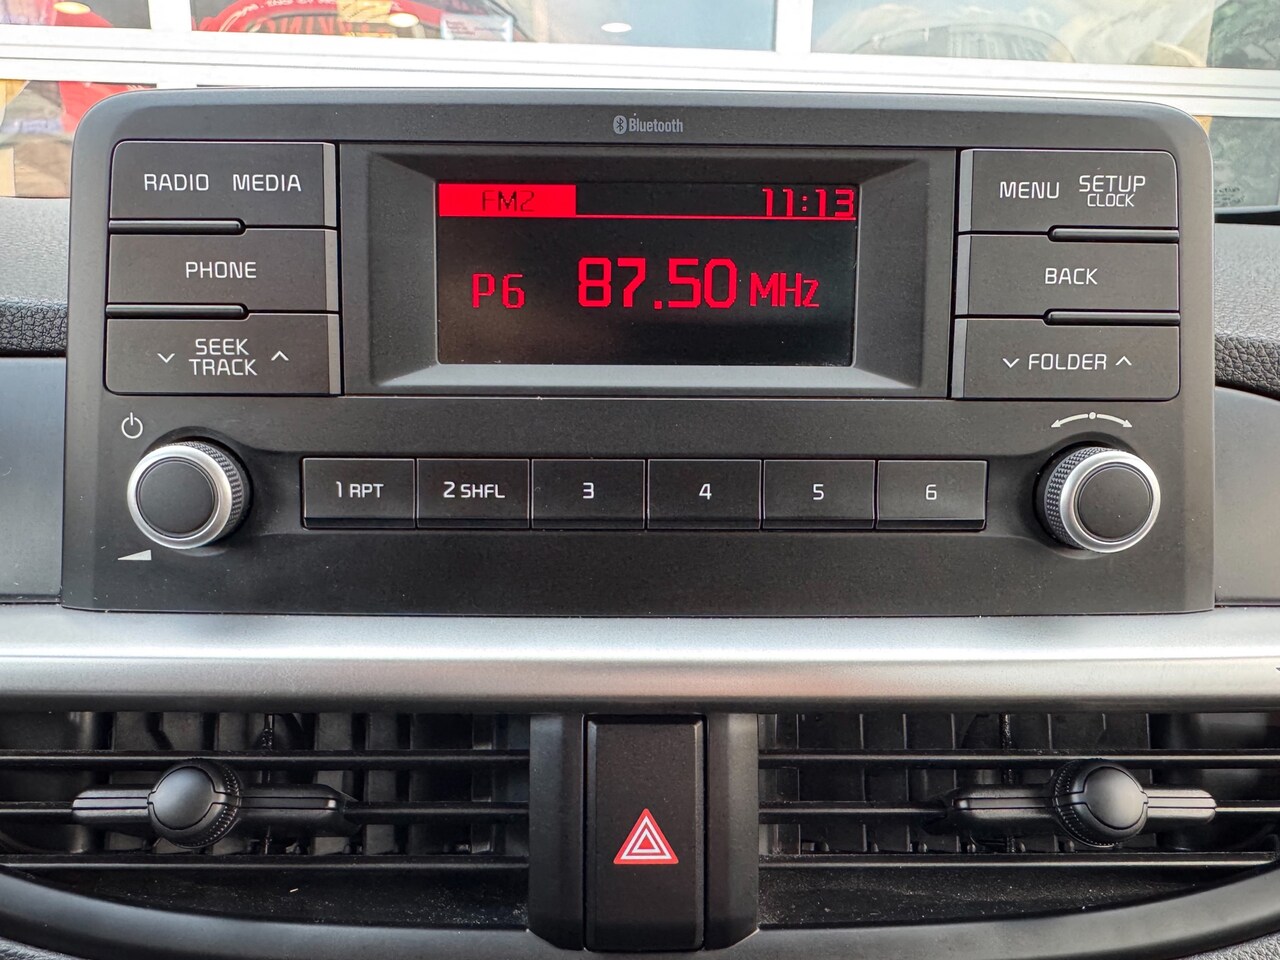 Bluetooth
RADIO MEDIA
PHONE
SEEK
TRACK
FM2 11:13
P6 87.50 MHz
MENU SETUP
CLOCK
BACK
FOLDER
1 RPT 2 SHFL 3 4 5 6